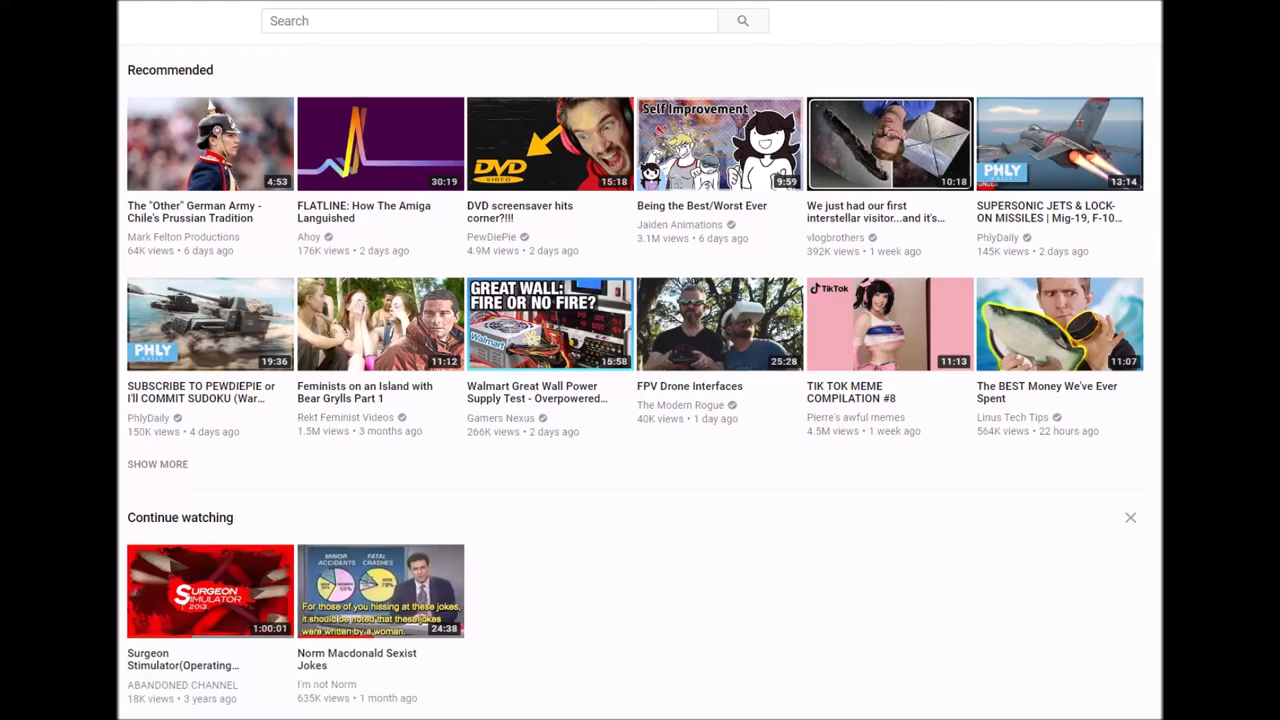 Search
Recommended
4:53
30:19
DVD
VIDEO
15:18
Self Improvement
9:59
10:18
PHLY
DAILY
13:14
The "Other" German Army -
Chile's Prussian Tradition
Mark Felton Productions
64K views • 6 days ago
FLATLINE: How The Amiga
Languished
Ahoy
176K views • 2 days ago
DVD screensaver hits
corner?!!!
PewDiePie
4.9M views • 2 days ago
Being the Best/Worst Ever
Jaiden Animations
3.1M views • 6 days ago
We just had our first
interstellar visitor...and it's...
vlogbrothers
392K views • 1 week ago
SUPERSONIC JETS & LOCK-
ON MISSILES | Mig-19, F-10...
PhlyDaily
145K views • 2 days ago
PHLY
DAILY
19:36
11:12
GREAT WALL:
FIRE OR NO FIRE?
Walmart
15:58
25:28
TikTok
11:13
11:07
SUBSCRIBE TO PEWDIEPIE or
I'll COMMIT SUDOKU (War...
PhlyDaily
150K views • 4 days ago
Feminists on an Island with
Bear Grylls Part 1
Rekt Feminist Videos
1.5M views • 3 months ago
Walmart Great Wall Power
Supply Test - Overpowered...
Gamers Nexus
266K views • 2 days ago
FPV Drone Interfaces
The Modern Rogue
40K views • 1 day ago
TIK TOK MEME
COMPILATION #8
Pierre's awful memes
4.5M views • 1 week ago
The BEST Money We've Ever
Spent
Linus Tech Tips
564K views • 22 hours ago
SHOW MORE
Continue watching
SURGEON
SIMULATOR
2013
1:00:01
MINOR
ACCIDENTS
FATAL
CRASHES
For those of you hissing at these jokes,
it should be noted that these jokes
were written by a woman.
24:38
Surgeon
Stimulator(Operating...
ABANDONED CHANNEL
18K views • 3 years ago
Norm Macdonald Sexist
Jokes
I'm not Norm
635K views • 1 month ago